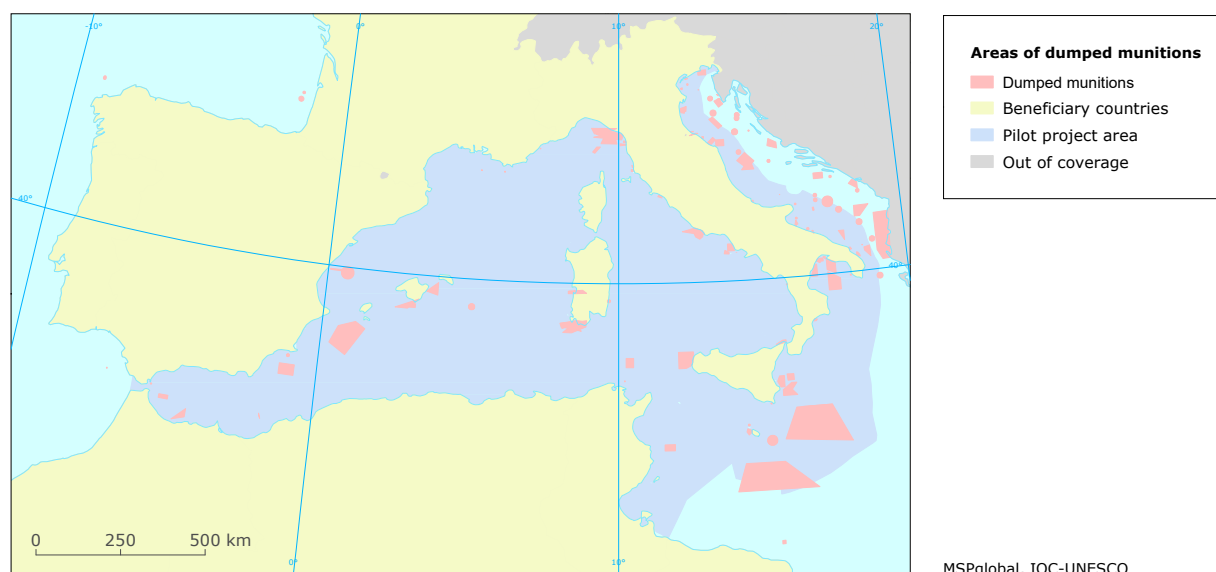 -10°
0°
10°
20°
40°
40°
0
250
500 km
0°
10°
Areas of dumped munitions
Dumped munitions
Beneficiary countries
Pilot project area
Out of coverage
MSPglobal, IOC-UNESCO